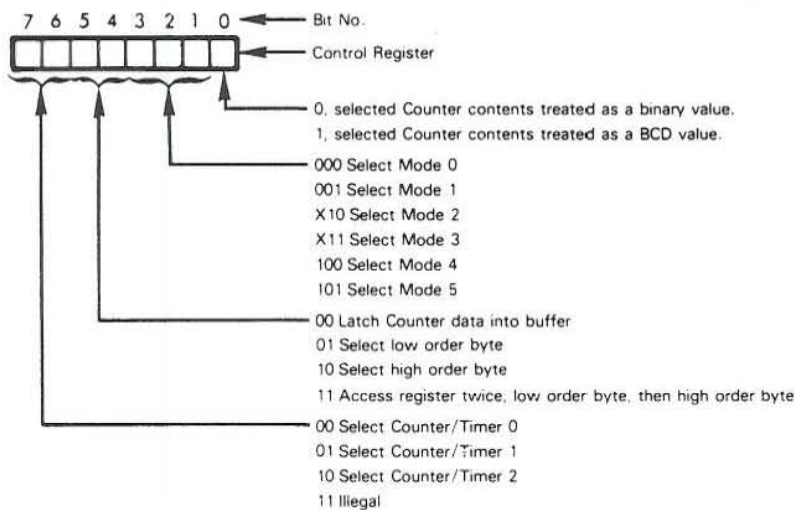 7 6 5 4 3 2 1 0 Bit No.
Control Register
0, selected Counter contents treated as a binary value.
1, selected Counter contents treated as a BCD value.
000 Select Mode 0
001 Select Mode 1
X10 Select Mode 2
X11 Select Mode 3
100 Select Mode 4
101 Select Mode 5
00 Latch Counter data into buffer
01 Select low order byte
10 Select high order byte
11 Access register twice, low order byte, then high order byte
00 Select Counter/Timer 0
01 Select Counter/Timer 1
10 Select Counter/Timer 2
11 Illegal